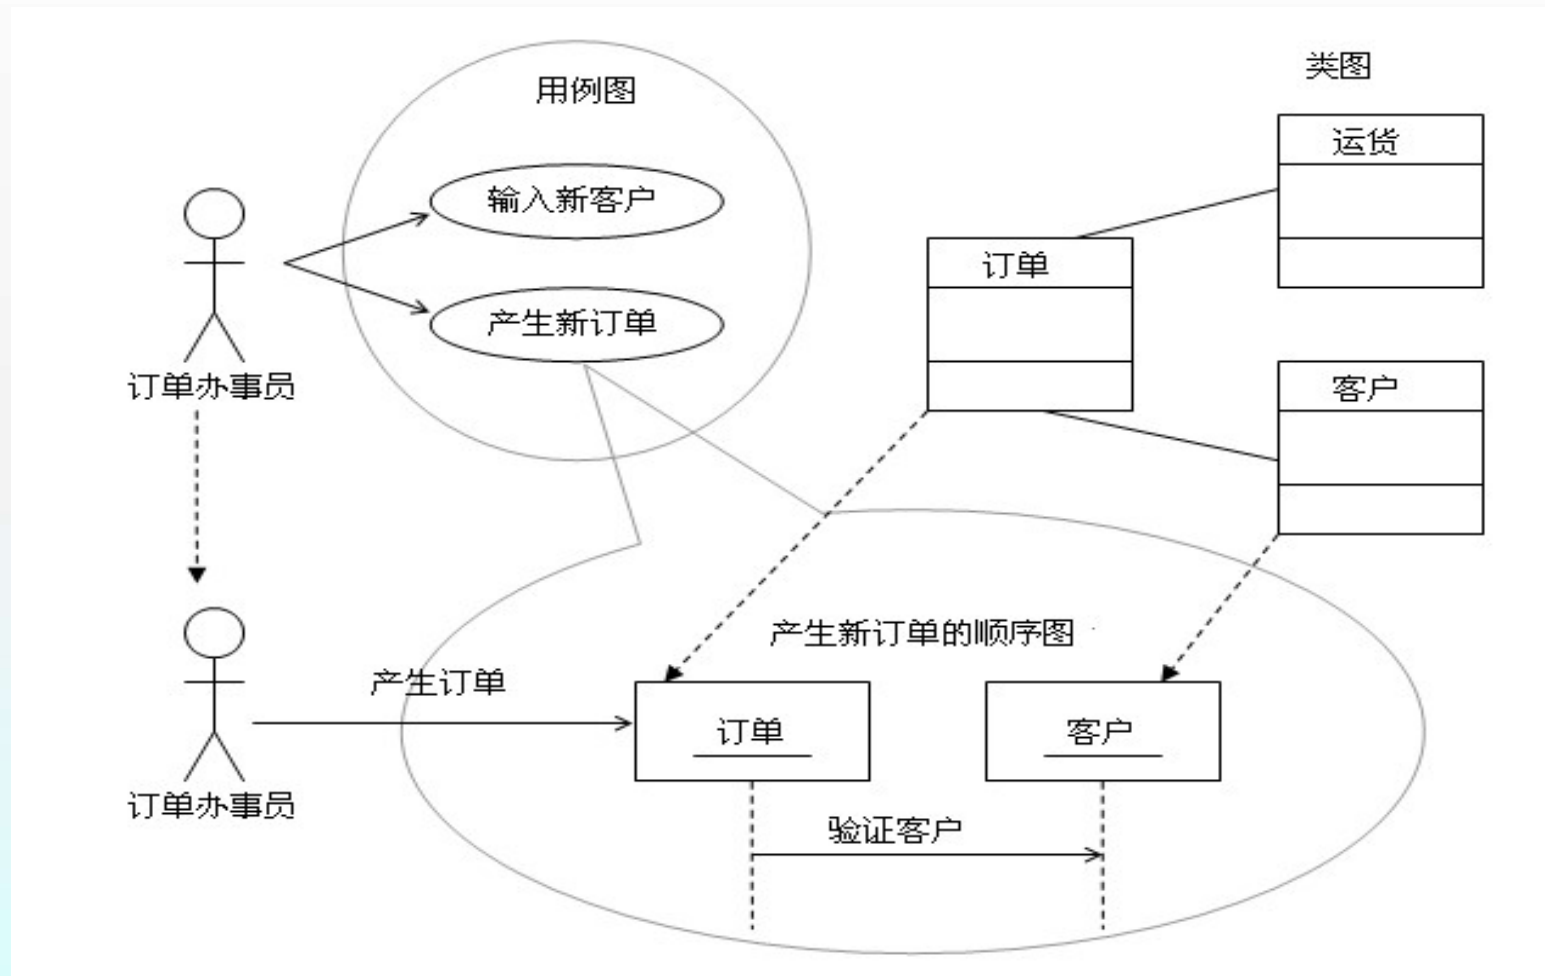 用例图
输入新客户
产生新订单
订单办事员
类图
运货
订单
客户
产生新订单的顺序图
产生订单
订单
客户
订单办事员
验证客户